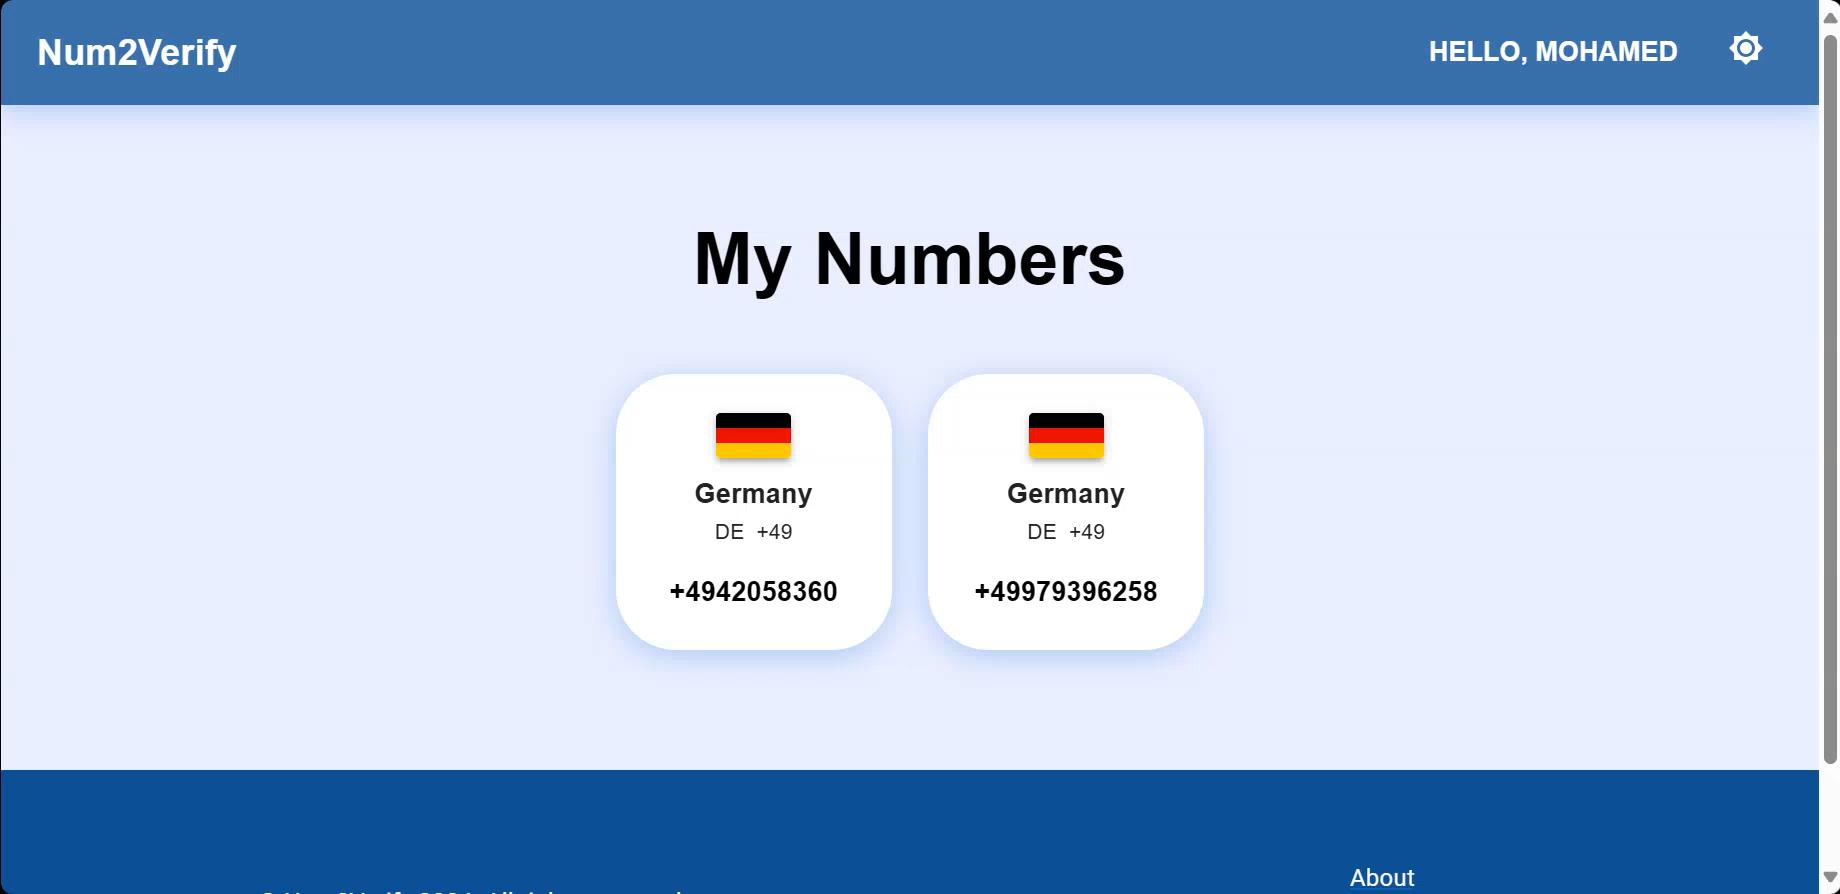 Num2Verify
HELLO, MOHAMED
My Numbers
Germany
DE +49
+4942058360
Germany
DE +49
+49979396258
About